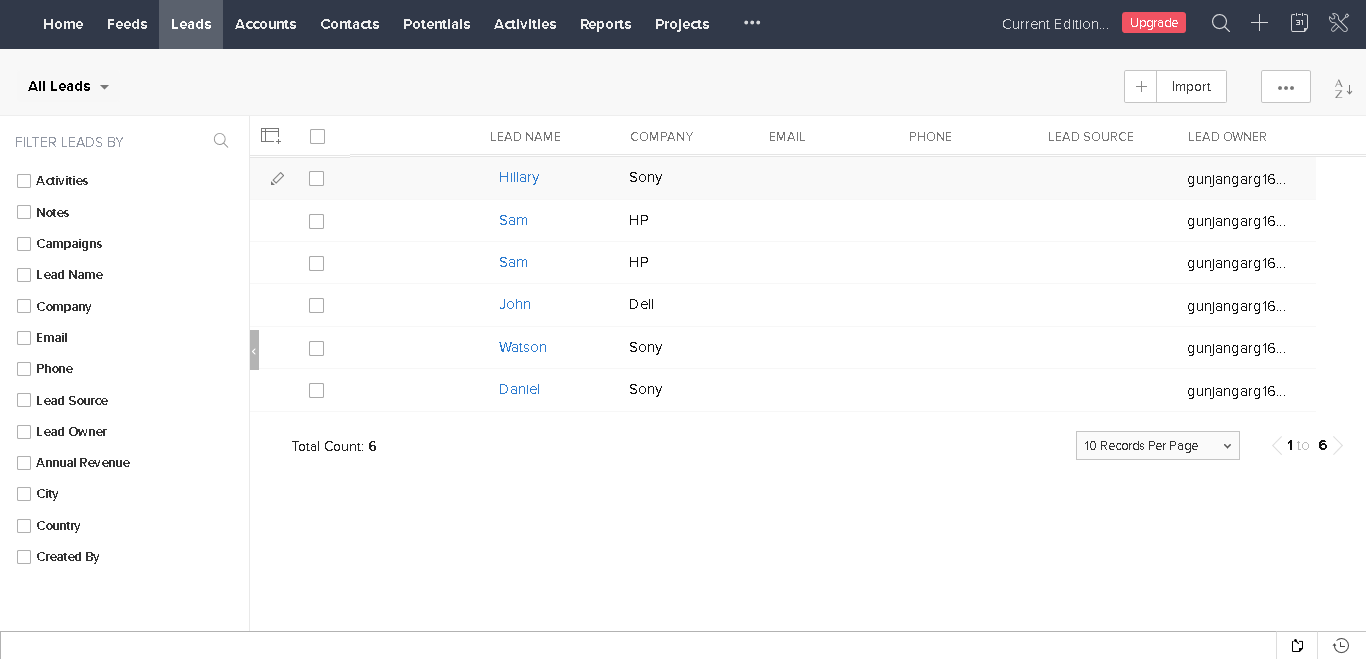 Home Feeds Leads Accounts Contacts Potentials Activities Reports Projects ••• Current Edition... Upgrade 31
All Leads + Import ••• A Z
FILTER LEADS BY
Activities
Notes
Campaigns
Lead Name
Company
Email
Phone
Lead Source
Lead Owner
Annual Revenue
City
Country
Created By
LEAD NAME COMPANY EMAIL PHONE LEAD SOURCE LEAD OWNER
Hillary Sony gunjangarg16...
Sam HP gunjangarg16...
Sam HP gunjangarg16...
John Dell gunjangarg16...
Watson Sony gunjangarg16...
Daniel Sony gunjangarg16...
Total Count: 6 10 Records Per Page 1 to 6